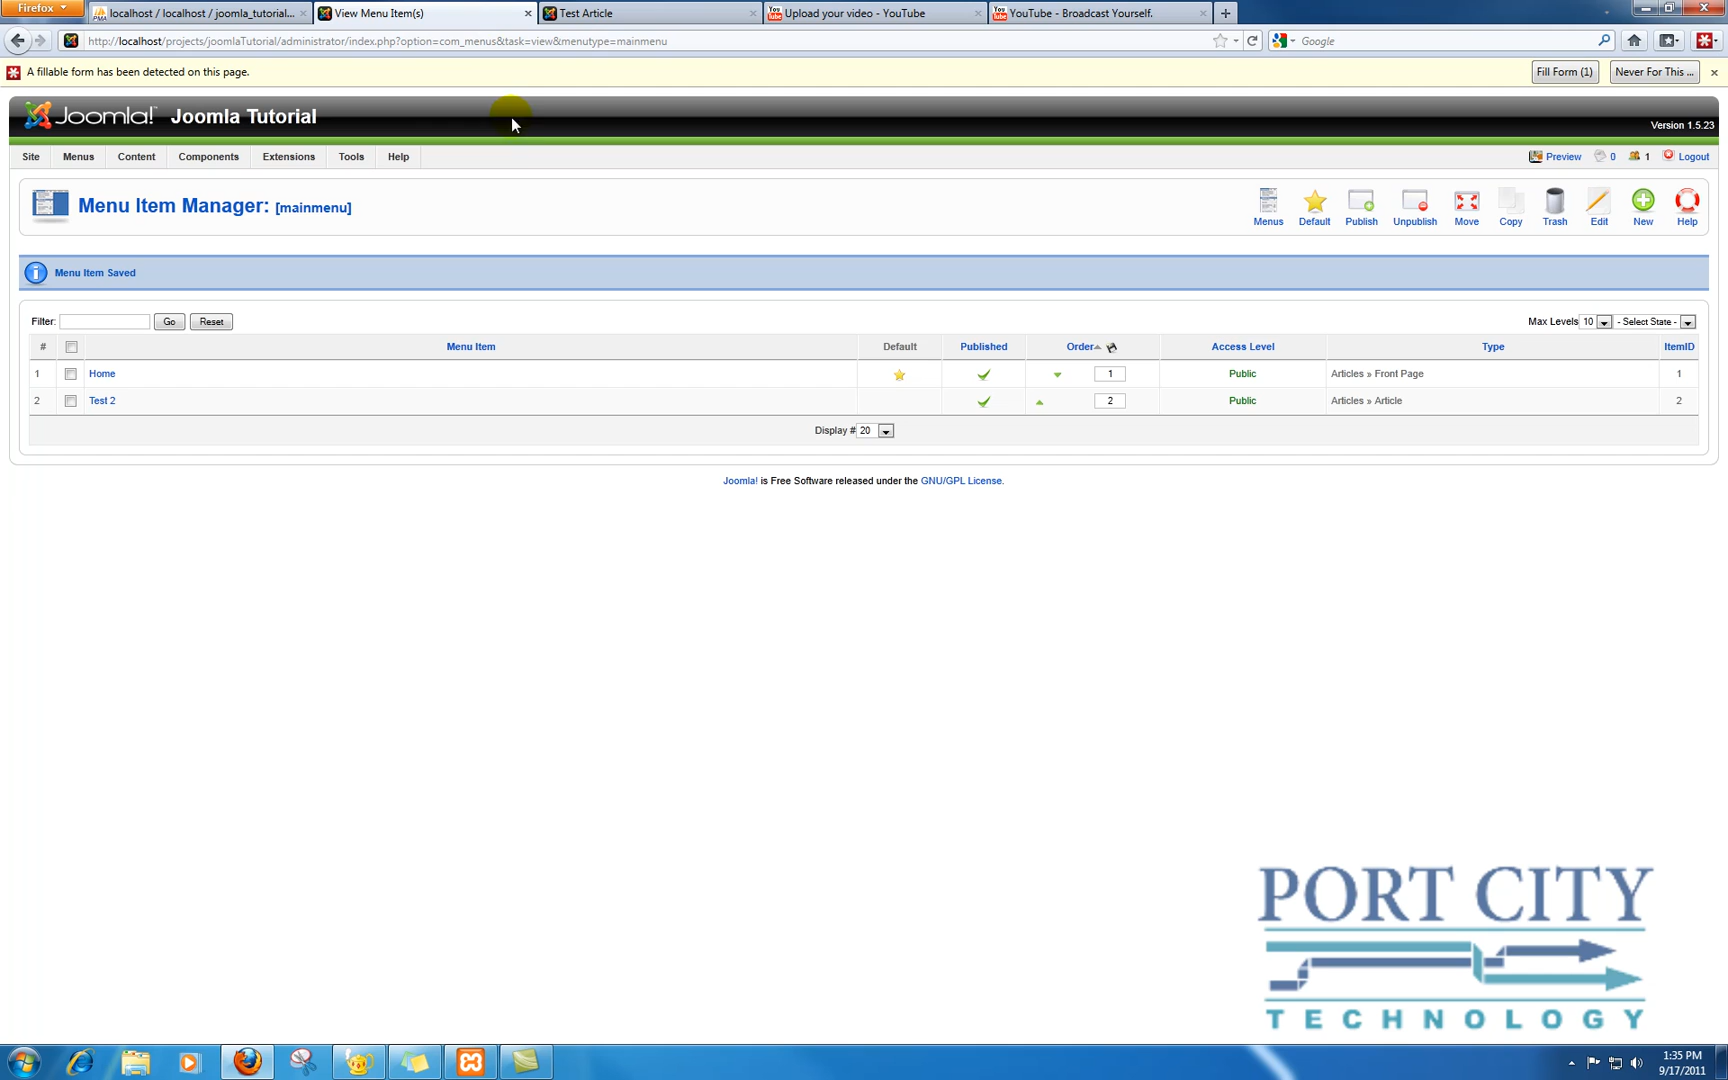 Firefox
localhost / localhost / joomla_tutorial... View Menu Item(s) Test Article Upload your video - YouTube YouTube - Broadcast Yourself.
http://localhost/projects/joomlaTutorial/administrator/index.php?option=com_menus&task=view&menutype=mainmenu Google
A fillable form has been detected on this page. Fill Form (1) Never For This ...
Joomla! Joomla Tutorial
Version 1.5.23
Site Menus Content Components Extensions Tools Help Preview 0 1 Logout
Menu Item Manager: [mainmenu]
Menus Default Publish Unpublish Move Copy Trash Edit New Help
Menu Item Saved
Filter: Go Reset Max Levels 10 - Select State -
# Menu Item Default Published Order Access Level Type ItemID
1 Home 1 Public Articles » Front Page 1
2 Test 2 2 Public Articles » Article 2
Display # 20
Joomla! is Free Software released under the GNU/GPL License.
PORT CITY
TECHNOLOGY
1:35 PM
9/17/2011